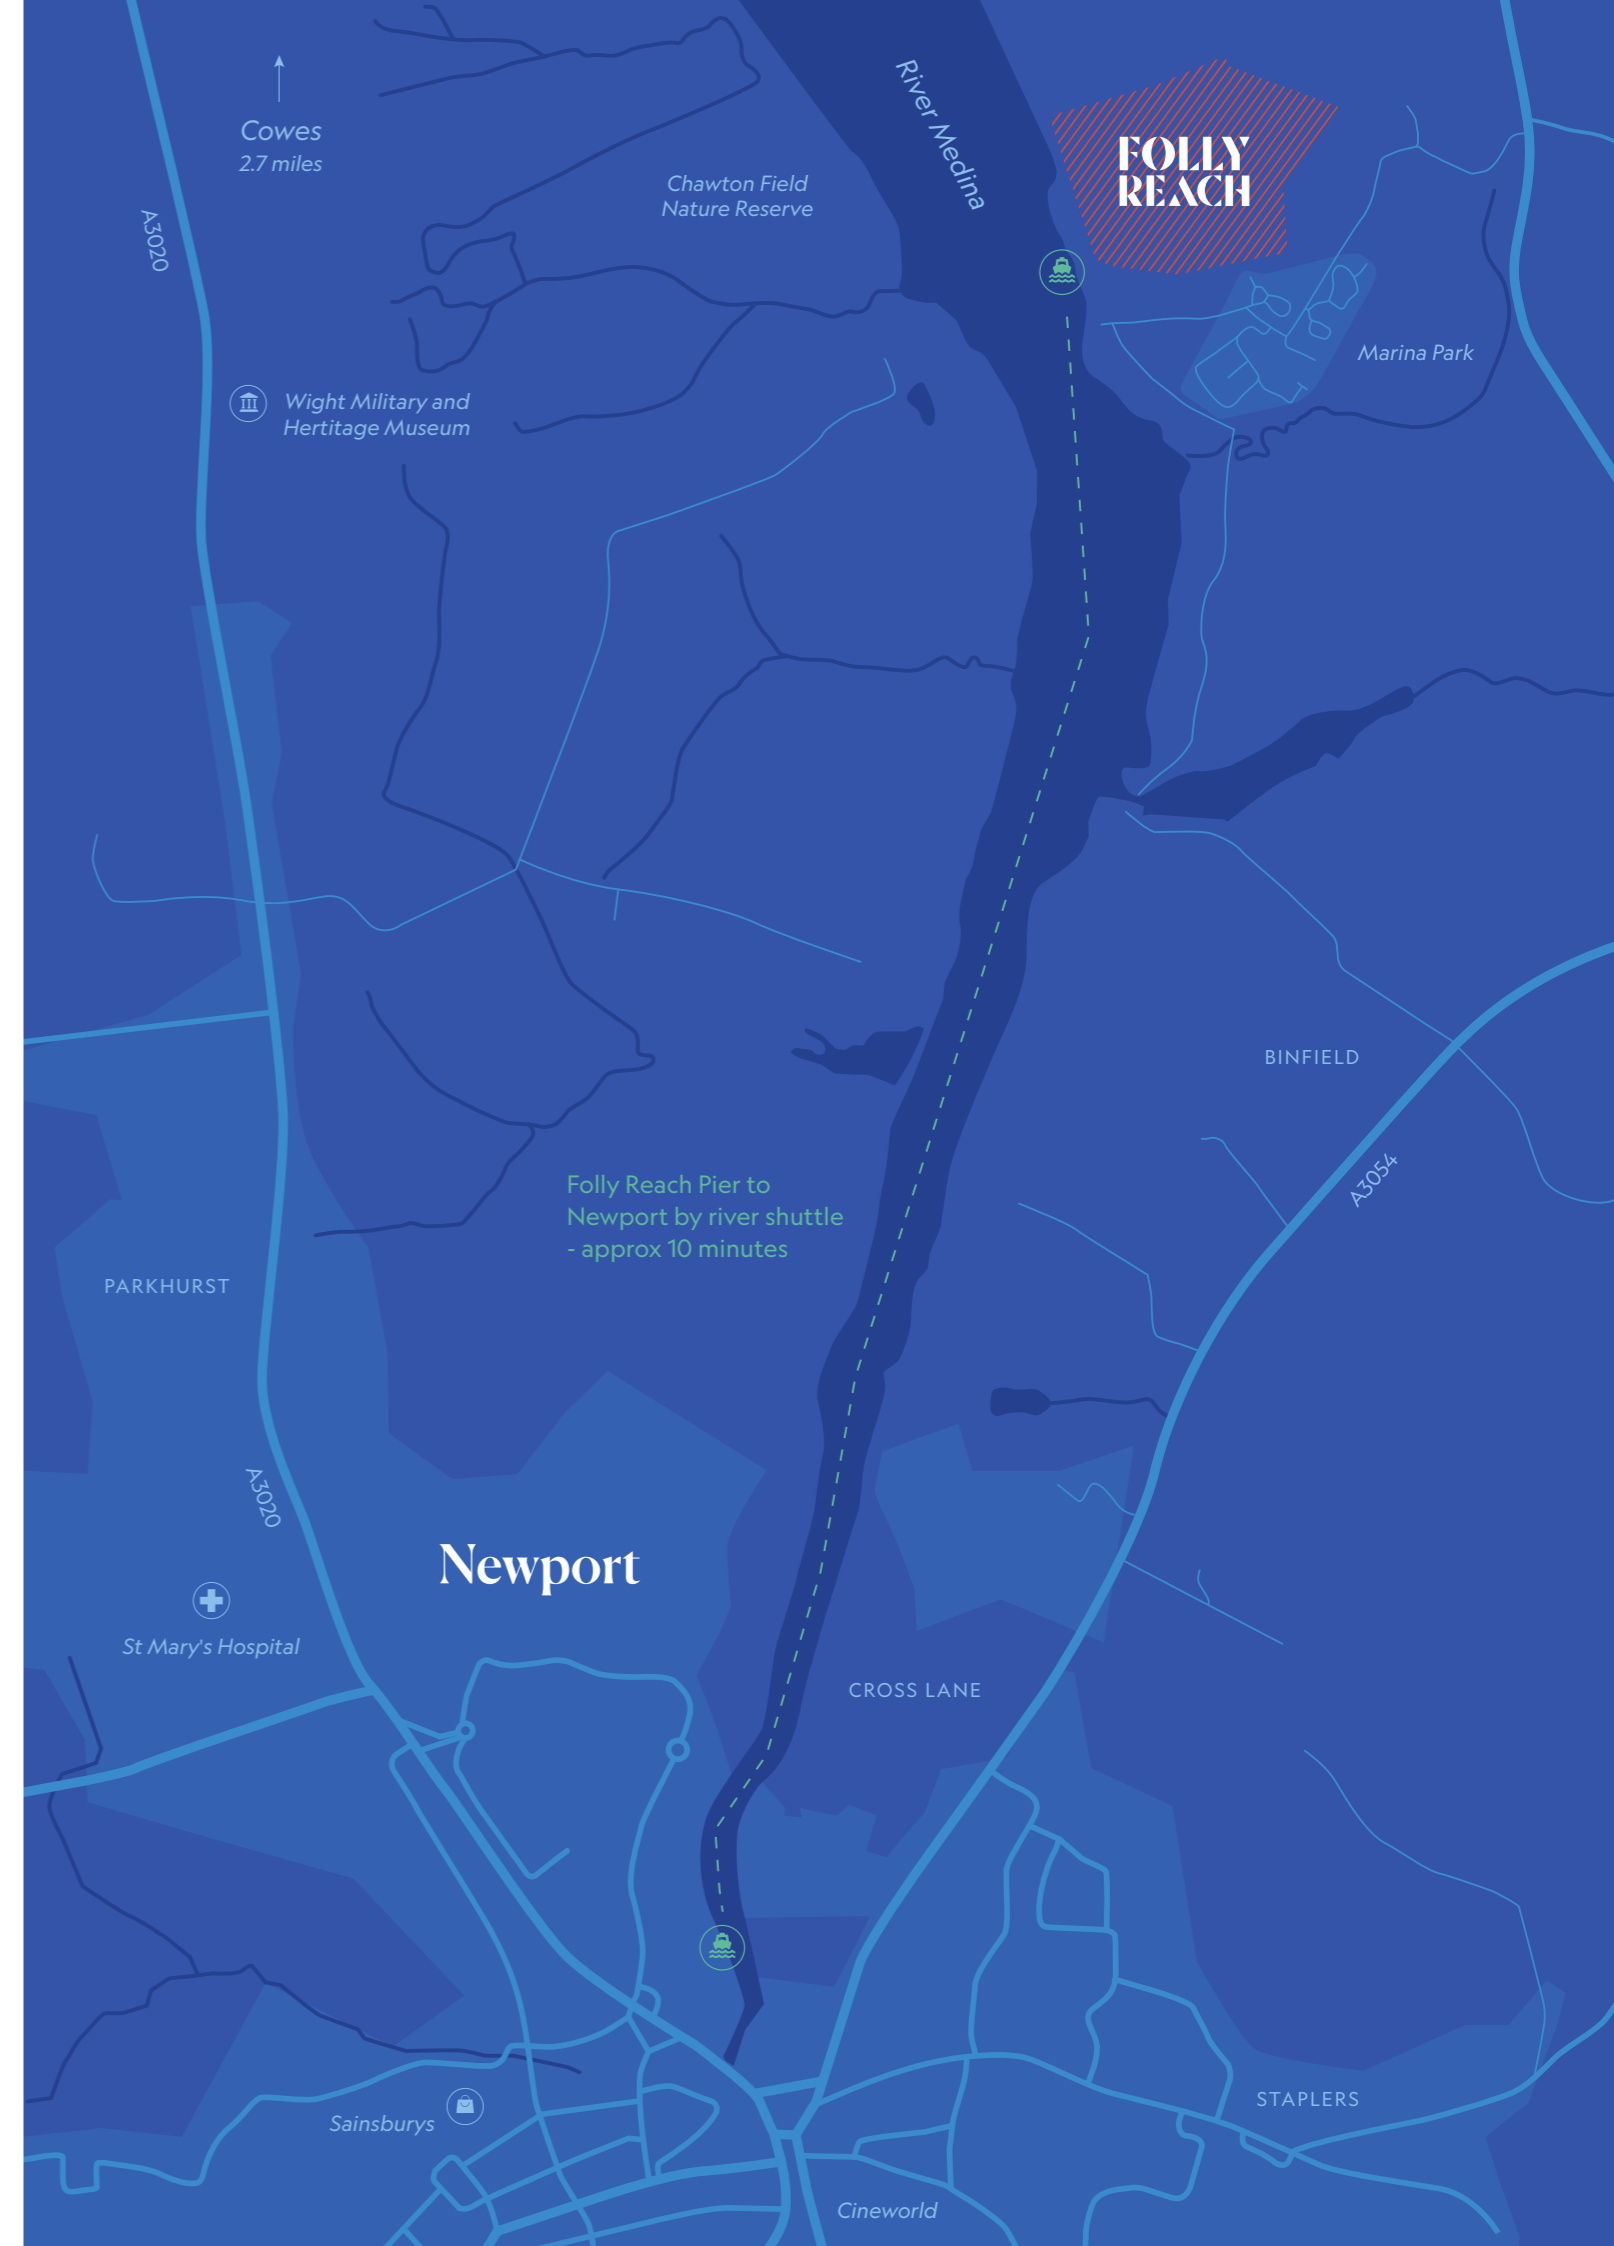 River Medina
FOLLY
REACH
Cowes
2.7 miles
Chawton Field
Nature Reserve
A3020
Marina Park
Wight Military and
Hertitage Museum
BINFIELD
A3054
Folly Reach Pier to
Newport by river shuttle
- approx 10 minutes
PARKHURST
A3020
Newport
St Mary's Hospital
CROSS LANE
STAPLERS
Sainsburys
Cineworld